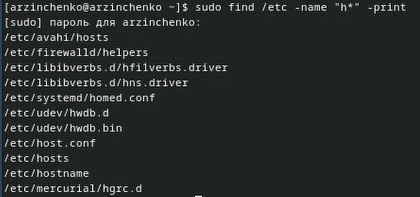 [arzinchenko@arzinchenko ~]$ sudo find /etc -name "h*" -print
[sudo] пароль для arzinchenko:
/etc/avahi/hosts
/etc/firewalld/helpers
/etc/libibverbs.d/hfi1verbs.driver
/etc/libibverbs.d/hns.driver
/etc/systemd/homed.conf
/etc/udev/hwdb.d
/etc/udev/hwdb.bin
/etc/host.conf
/etc/hosts
/etc/hostname
/etc/mercurial/hgrc.d